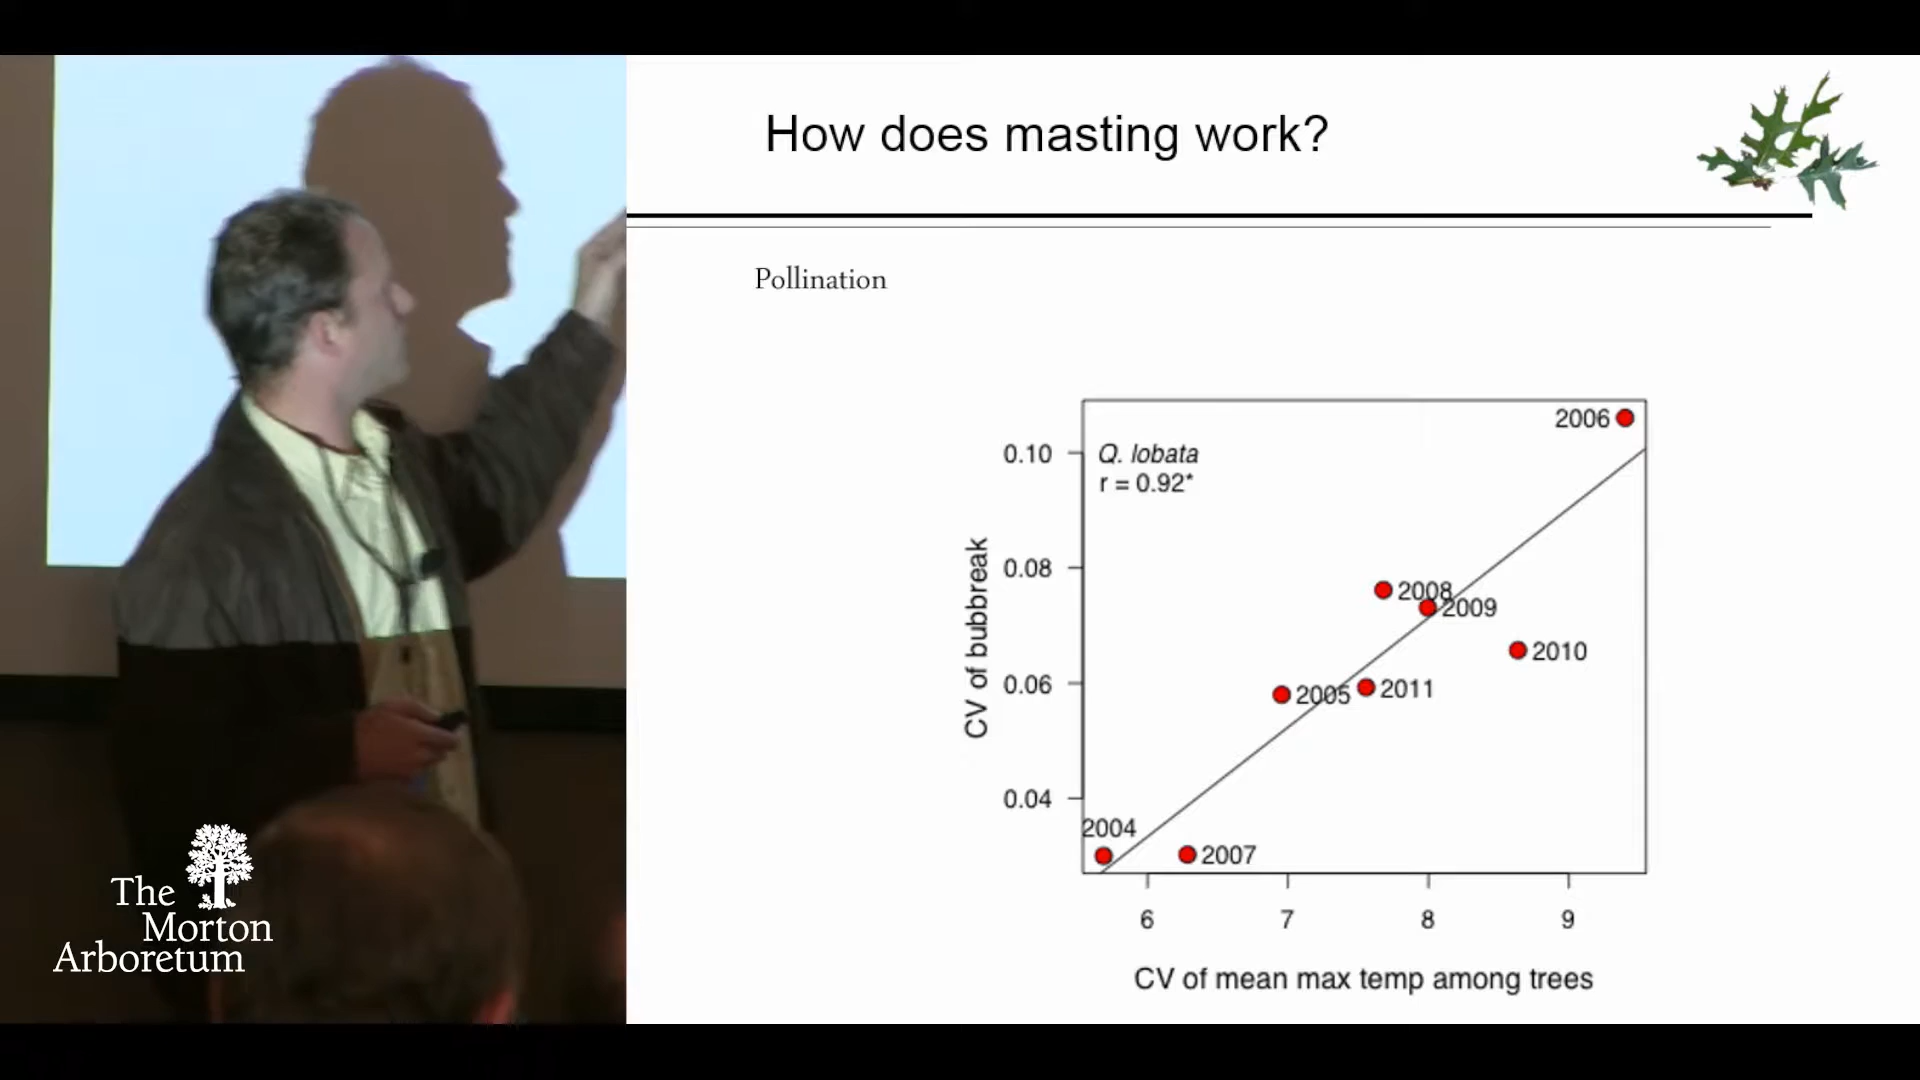 How does masting work?
Pollination
Q. lobata
r = 0.92*
2006
2008
2009
2010
2005
2011
2004
2007
0.10
0.08
0.06
0.04
CV of bubbreak
6 7 8 9
CV of mean max temp among trees
The
Morton
Arboretum